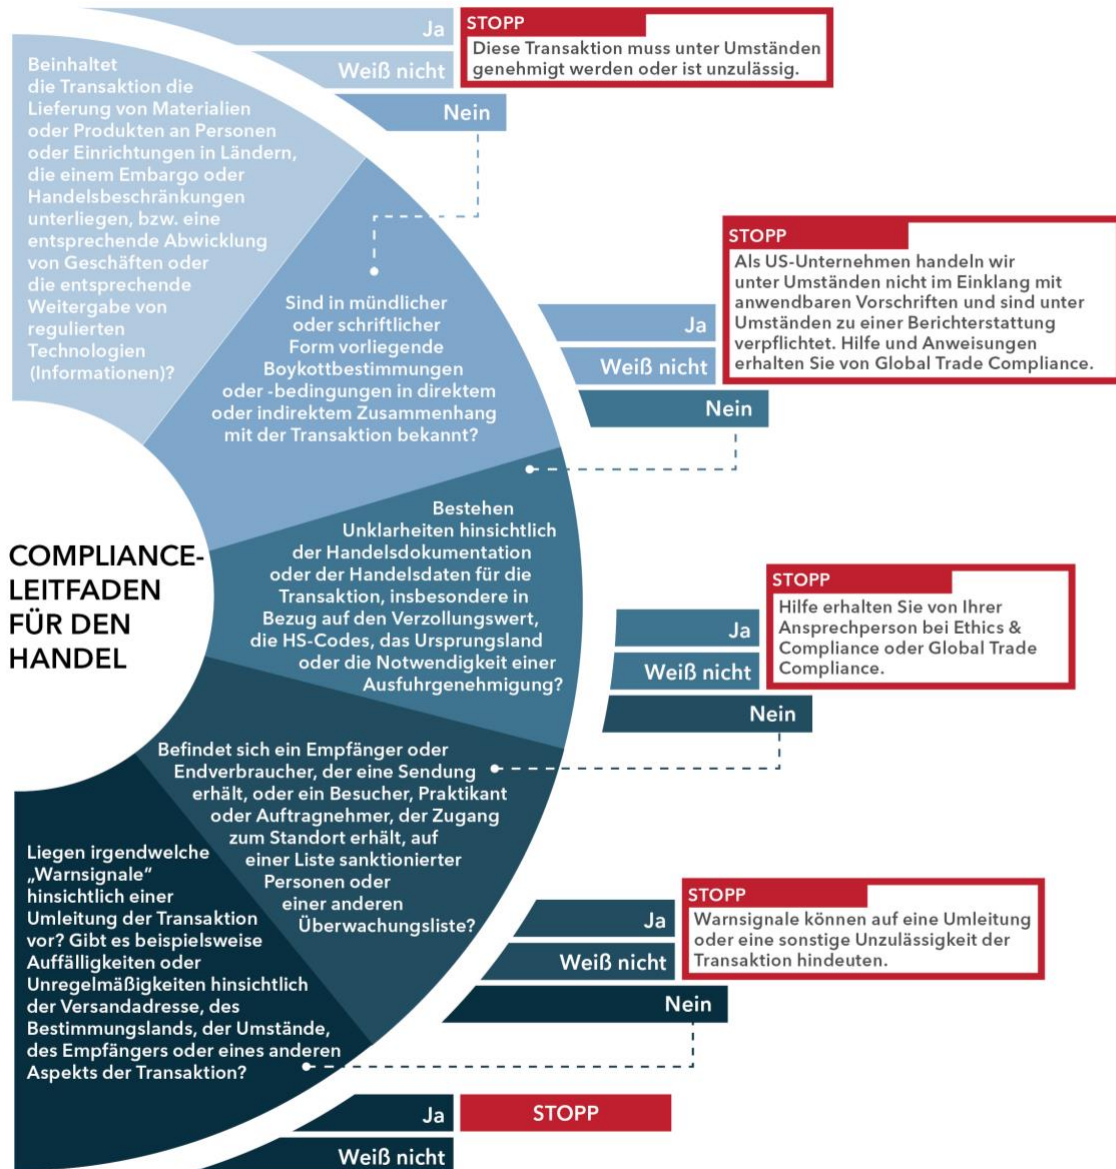 Beinhaltet
die Transaktion die
Lieferung von Materialien
oder Produkten an Personen
oder Einrichtungen in Ländern,
die einem Embargo oder
Handelsbeschränkungen
unterliegen, bzw. eine
entsprechende Abwicklung
von Geschäften oder
die entsprechende
Weitergabe von
regulierten
Technologien
(Informationen)?
Ja
Weiß nicht
STOPP
Diese Transaktion muss unter Umständen
genehmigt werden oder ist unzulässig.
Nein
Sind in mündlicher
oder schriftlicher
Form vorliegende
Boykottbestimmungen
oder -bedingungen in direktem
oder indirektem Zusammenhang
mit der Transaktion bekannt?
Ja
Weiß nicht
STOPP
Als US-Unternehmen handeln wir
unter Umständen nicht im Einklang mit
anwendbaren Vorschriften und sind unter
Umständen zu einer Berichterstattung
verpflichtet. Hilfe und Anweisungen
erhalten Sie von Global Trade Compliance.
Nein
COMPLIANCE-
LEITFADEN
FÜR DEN
HANDEL
Bestehen
Unklarheiten hinsichtlich
der Handelsdokumentation
oder der Handelsdaten für die
Transaktion, insbesondere in
Bezug auf den Verzollungswert,
die HS-Codes, das Ursprungsland
oder die Notwendigkeit einer
Ausfuhrgenehmigung?
Ja
Weiß nicht
STOPP
Hilfe erhalten Sie von Ihrer
Ansprechperson bei Ethics &
Compliance oder Global Trade
Compliance.
Nein
Befindet sich ein Empfänger oder
Endverbraucher, der eine Sendung
erhält, oder ein Besucher, Praktikant
oder Auftragnehmer, der Zugang
zum Standort erhält, auf
einer Liste sanktionierter
Personen oder
einer anderen
Überwachungsliste?
Ja
Weiß nicht
STOPP
Warnsignale können auf eine Umleitung
oder eine sonstige Unzulässigkeit der
Transaktion hindeuten.
Nein
Liegen irgendwelche
„Warnsignale“
hinsichtlich einer
Umleitung der Transaktion
vor? Gibt es beispielsweise
Auffälligkeiten oder
Unregelmäßigkeiten hinsichtlich
der Versandadresse, des
Bestimmungslands, der Umstände,
des Empfängers oder eines anderen
Aspekts der Transaktion?
Ja
STOPP
Weiß nicht